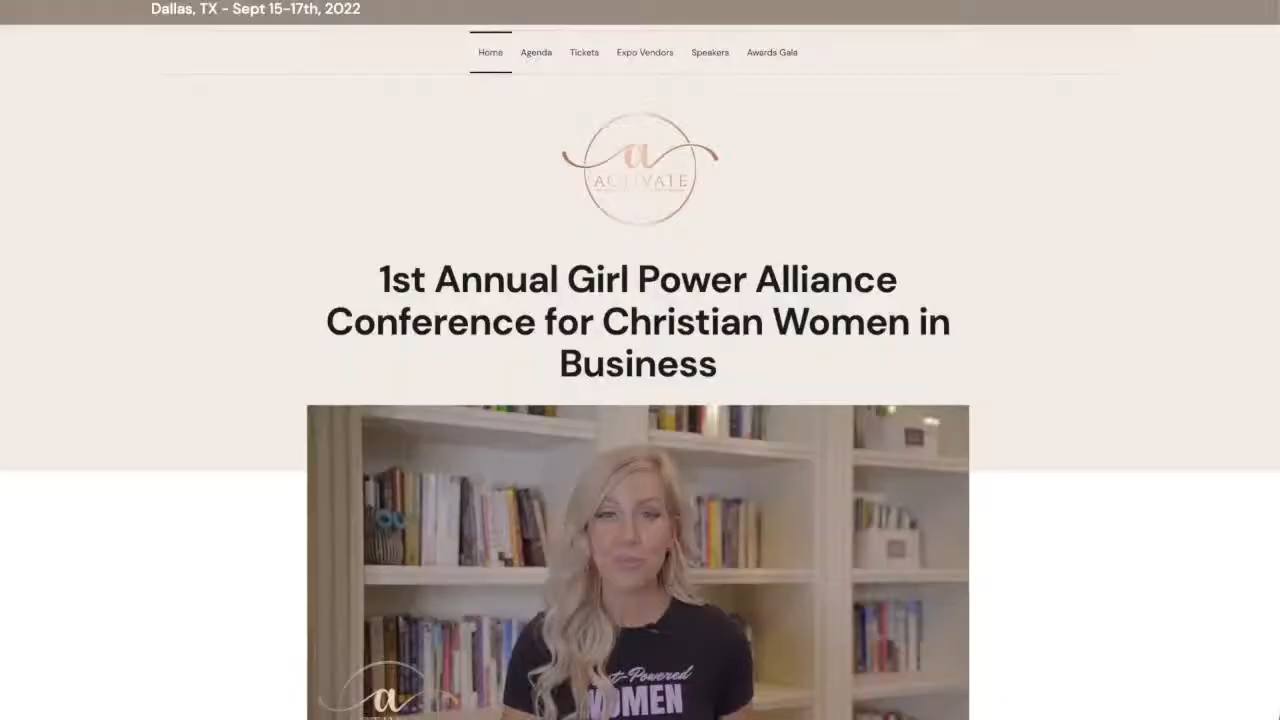 Dallas, TX - Sept 15-17th, 2022
Home Agenda Tickets Expo Vendors Speakers Awards Gala
a
ACTIVATE
1st Annual Girl Power Alliance
Conference for Christian Women in
Business
-Powered
WOMEN
a